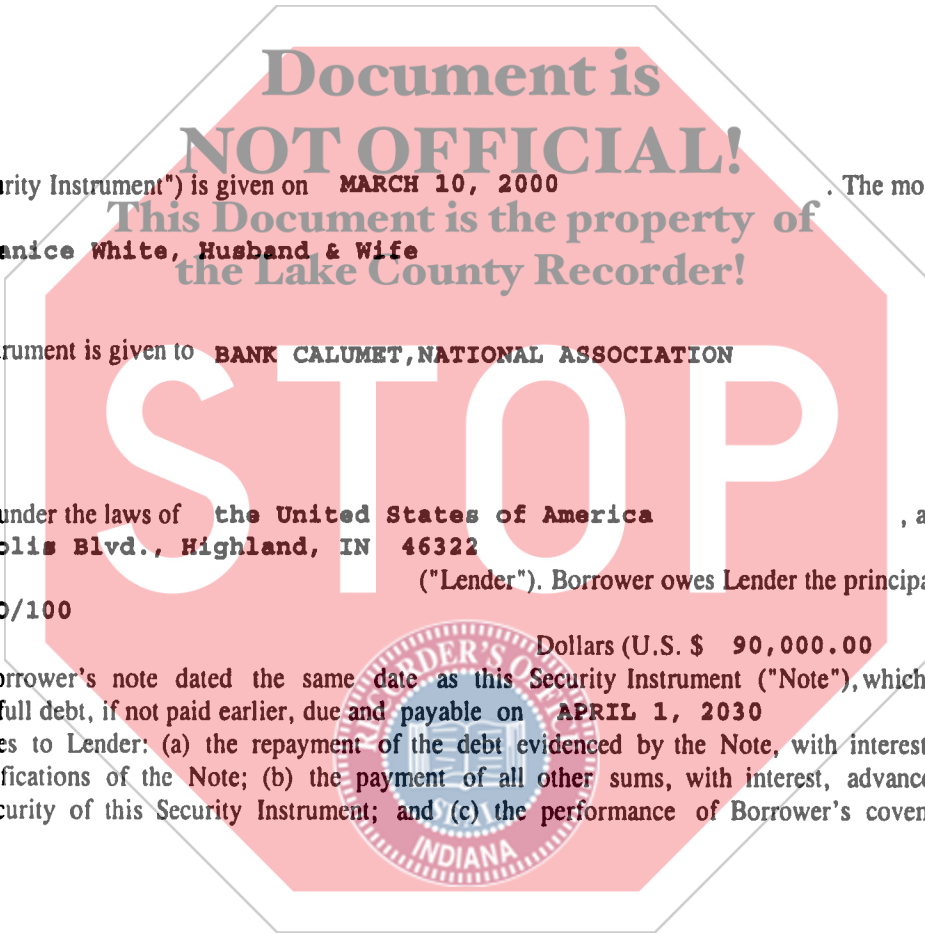 Document is
NOT OFFICIAL!
urity Instrument") is given on MARCH 10, 2000 . The mo
This Document is the property of
anice White, Husband & Wife
the Lake County Recorder!
rument is given to BANK CALUMET,NATIONAL ASSOCIATION
STOP
under the laws of the United States of America , a
olis Blvd., Highland, IN 46322
("Lender"). Borrower owes Lender the principa
0/100
Dollars (U.S. $ 90,000.00
orrower's note dated the same date as this Security Instrument ("Note"), which
full debt, if not paid earlier, due and payable on APRIL 1, 2030
es to Lender: (a) the repayment of the debt evidenced by the Note, with interest
fications of the Note; (b) the payment of all other sums, with interest, advance
curity of this Security Instrument; and (c) the performance of Borrower's coven
RECORDER'S OF
SEAL
INDIANA